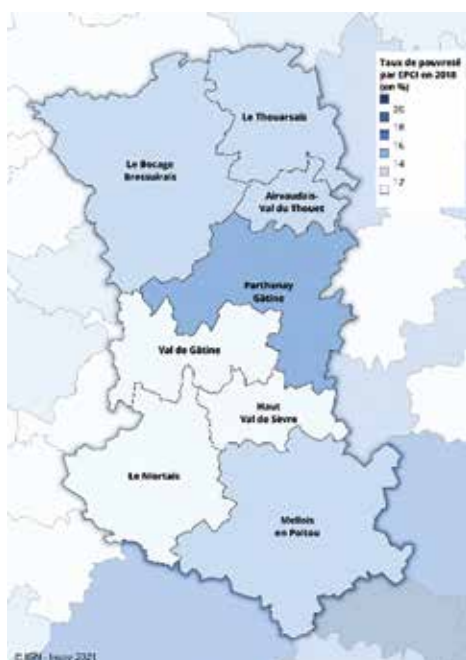 Taux de pauvreté
par EPCI en 2018
(en %)
20
18
16
14
12
Le Thouarsais
Le Bocage
Bressuirais
Airvaudais-
Val du Thouet
Parthenay
Gâtine
Val de Gâtine
Haut
Val de Sèvre
Le Niortais
Mellois
en Poitou
© IGN - Insee 2021